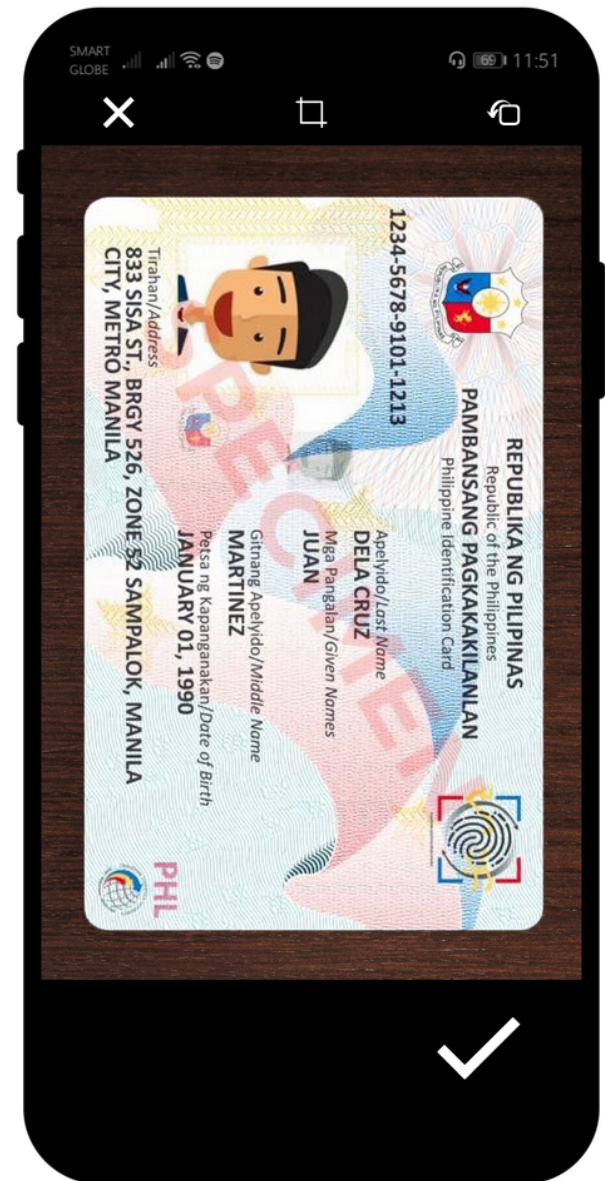 SMART
GLOBE
69 11:51
REPUBLIKA NG PILIPINAS
Republic of the Philippines
PAMBANSANG PAGKAKAKILANLAN
Philippine Identification Card
1234-5678-9101-1213
Apelyido/Last Name
DELA CRUZ
Mga Pangalan/Given Names
JUAN
Gitnang Apelyido/Middle Name
MARTINEZ
Petsa ng Kapanganakan/Date of Birth
JANUARY 01, 1990
Tirahan/Address
833 SISA ST., BRGY 526, ZONE 52 SAMPALOK, MANILA
CITY, METRO MANILA
PHL
SPECIMEN